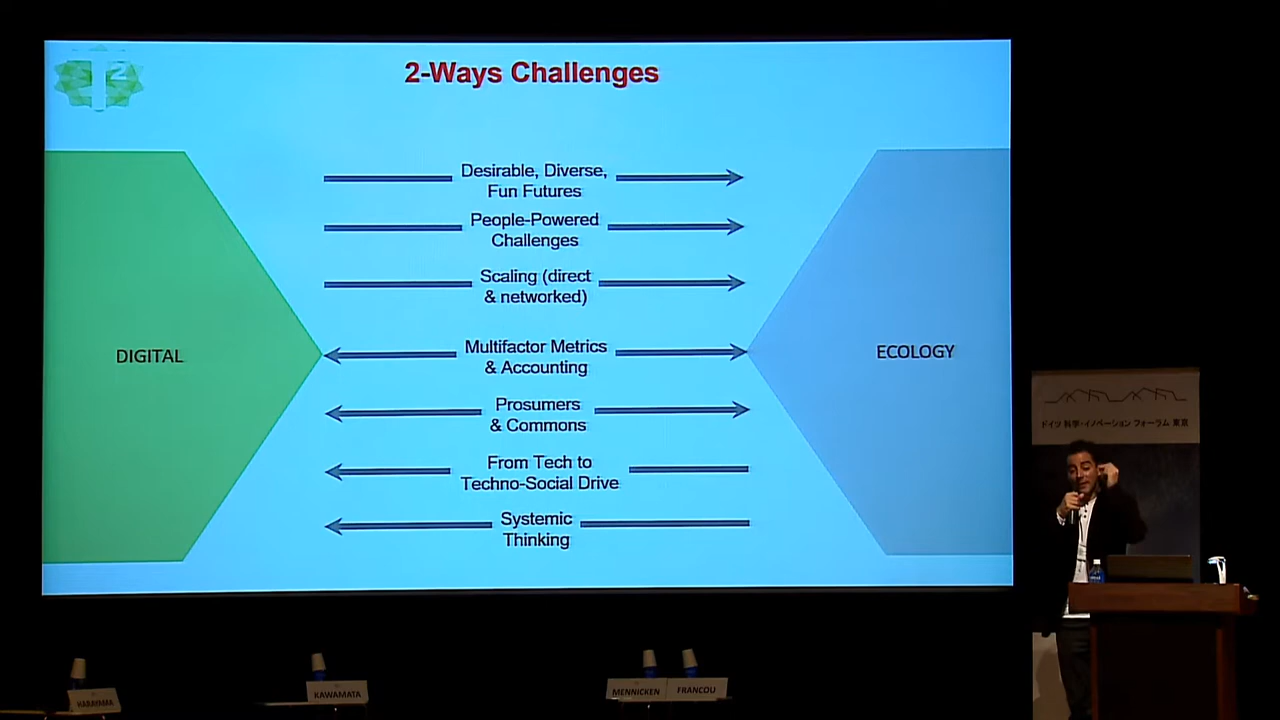 T2
2-Ways Challenges
Desirable, Diverse,
Fun Futures
People-Powered
Challenges
Scaling (direct
& networked)
DIGITAL
Multifactor Metrics
& Accounting
ECOLOGY
Prosumers
& Commons
From Tech to
Techno-Social Drive
Systemic
Thinking
ドイツ 科学・イノベーション フォーラム 東京
KAWAMATA
MENNICKEN
FRANCOU